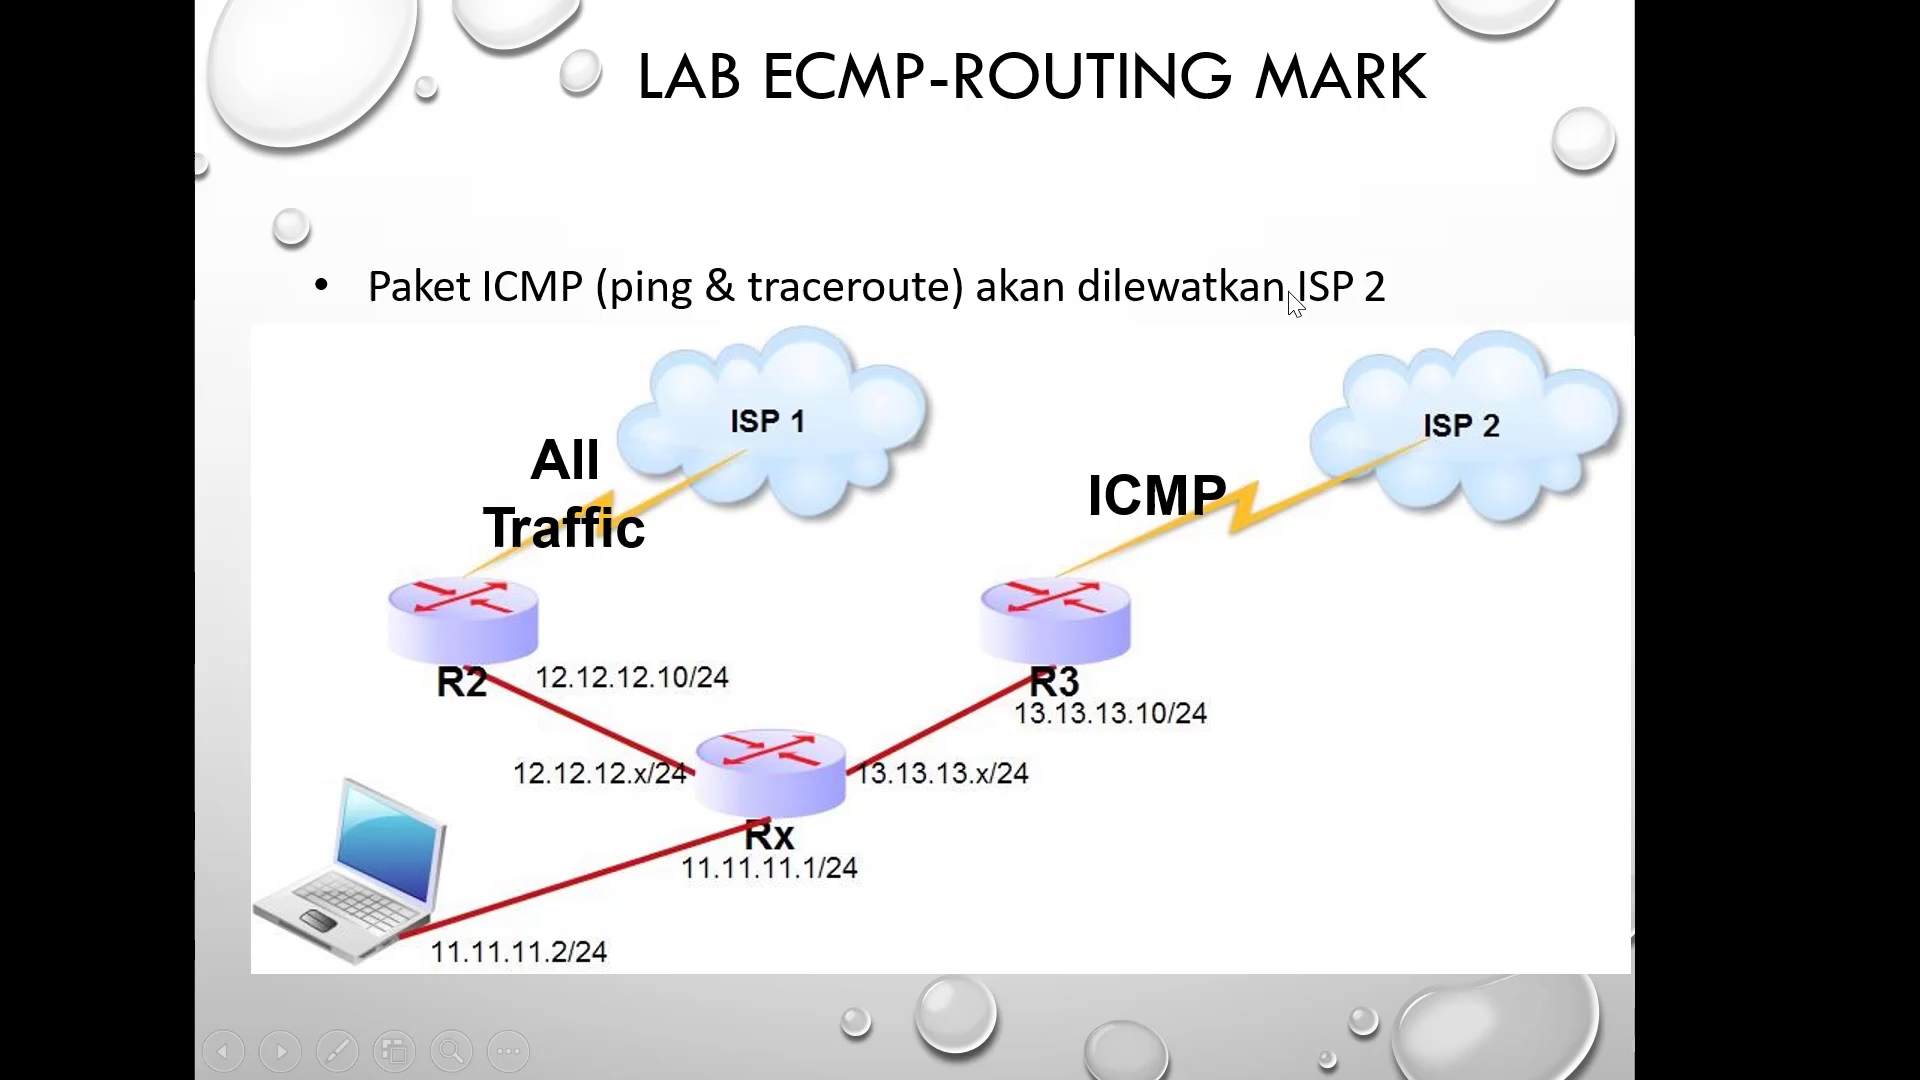 LAB ECMP-ROUTING MARK
• Paket ICMP (ping & traceroute) akan dilewatkan ISP 2
ISP 1
ISP 2
All
Traffic
ICMP
R2
12.12.12.10/24
R3
13.13.13.10/24
12.12.12.x/24
13.13.13.x/24
Rx
11.11.11.1/24
11.11.11.2/24